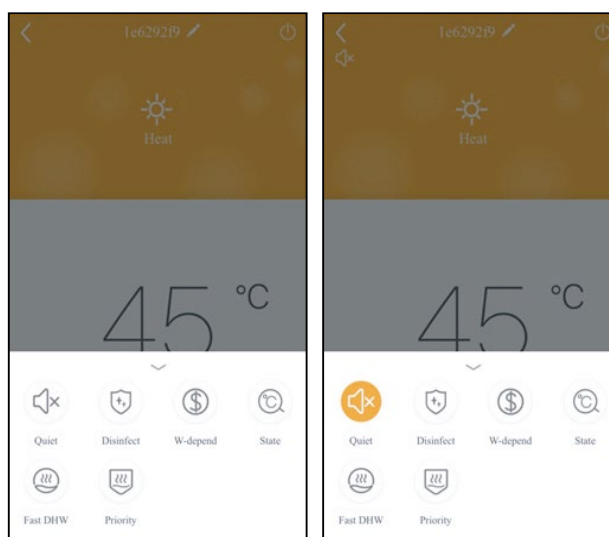 1e6292f9
Heat
45 °C
Quiet Disinfect W-depend State
Fast DHW Priority
1e6292f9
Heat
45 °C
Quiet Disinfect W-depend State
Fast DHW Priority